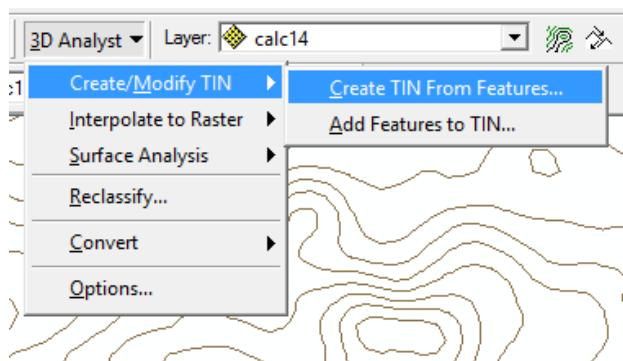 3D Analyst Layer: calc14
c1
Create/Modify TIN
Create TIN From Features...
Interpolate to Raster
Add Features to TIN...
Surface Analysis
Reclassify...
Convert
Options...